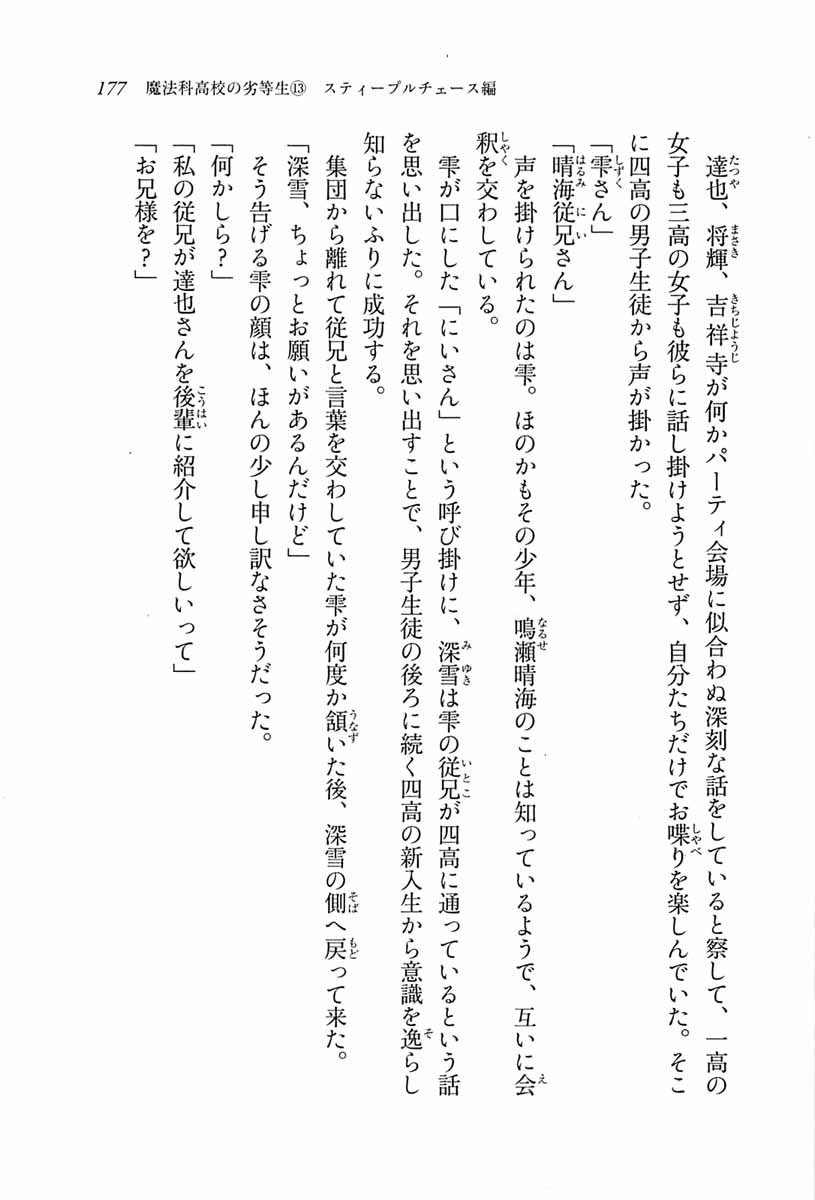 177　魔法科高校の劣等生⑬　スティープルチェース編
　達也、将輝、吉祥寺が何かパーティ会場に似合わぬ深刻な話をしていると察して、一高の
女子も三高の女子も彼らに話し掛けようとせず、自分たちだけでお喋りを楽しんでいた。そこ
に四高の男子生徒から声が掛かった。
「雫さん」
「晴海従兄さん」
　声を掛けられたのは雫。ほのかもその少年、鳴瀬晴海のことは知っているようで、互いに会
釈を交わしている。
　雫が口にした「にいさん」という呼び掛けに、深雪は雫の従兄が四高に通っているという話
を思い出した。それを思い出すことで、男子生徒の後ろに続く四高の新入生から意識を逸らし
知らないふりに成功する。
　集団から離れて従兄と言葉を交わしていた雫が何度か頷いた後、深雪の側へ戻って来た。
「深雪、ちょっとお願いがあるんだけど」
　そう告げる雫の顔は、ほんの少し申し訳なさそうだった。
「何かしら？」
「私の従兄が達也さんを後輩に紹介して欲しいって」
「お兄様を？」